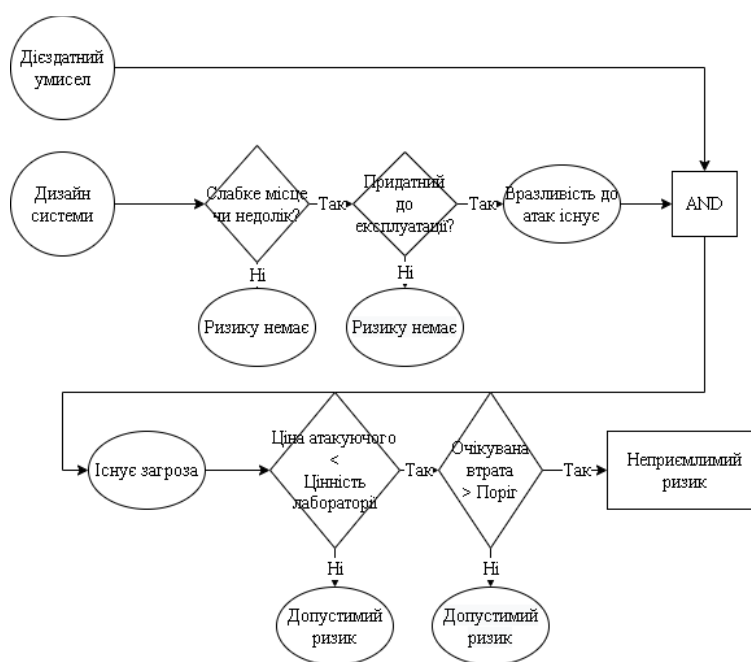 Дієздатний
умисел
Дизайн
системи
Слабке місце
чи недолік?
Так
Придатний
до
експлуатації?
Так
Вразливість до
атак існує
AND
Ні
Ні
Ризику немає
Ризику немає
Існує загроза
Ціна атакуючого
<
Цінність
лабораторії
Так
Очікувана
втрата
> Поріг
Так
Неприємлимий
ризик
Ні
Ні
Допустимий
ризик
Допустимий
ризик